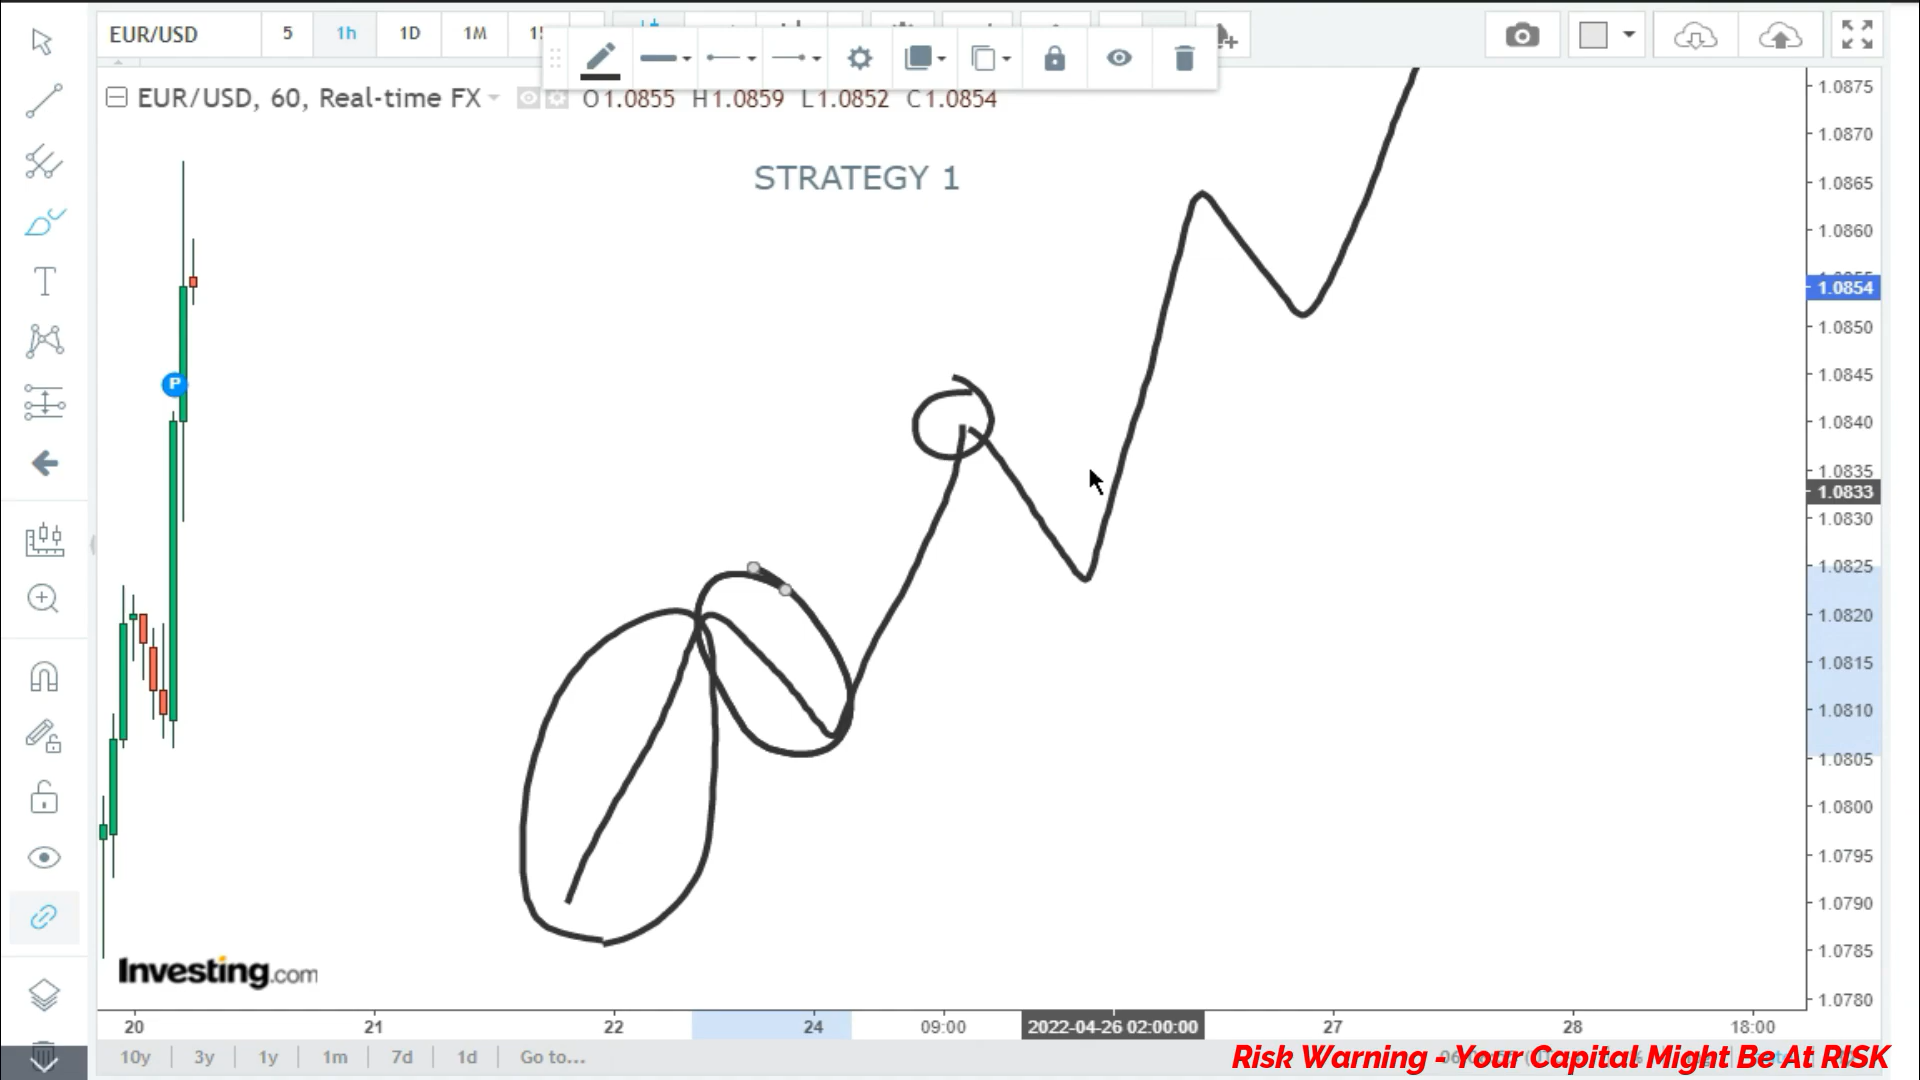 EUR/USD 5 1h 1D 1M
EUR/USD, 60, Real-time FX O1.0855 H1.0859 L1.0852 C1.0854
STRATEGY 1
P
1.0875
1.0870
1.0865
1.0860
1.0854
1.0850
1.0845
1.0840
1.0835
1.0833
1.0830
1.0825
1.0820
1.0815
1.0810
1.0805
1.0800
1.0795
1.0790
1.0785
1.0780
Investing.com
20 21 22 24 09:00 2022-04-26 02:00:00 27 28 18:00
10y 3y 1y 1m 7d 1d Go to...
Risk Warning - Your Capital Might Be At RISK